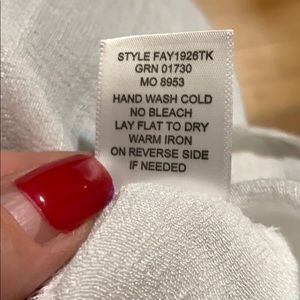 STYLE FAY1926TK
GRN 01730
MO 8953
HAND WASH COLD
NO BLEACH
LAY FLAT TO DRY
WARM IRON
ON REVERSE SIDE
IF NEEDED